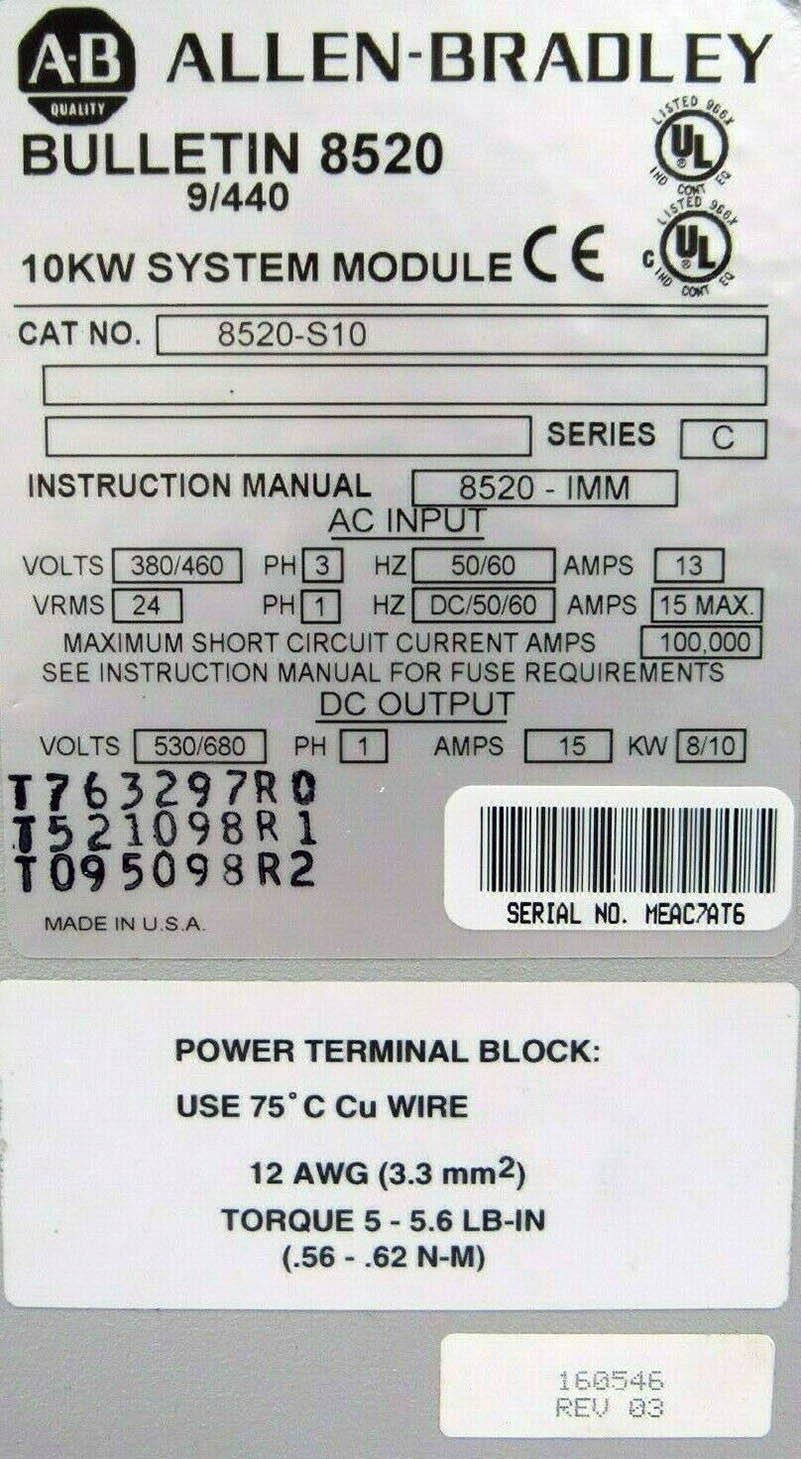 A-B QUALITY
ALLEN-BRADLEY
BULLETIN 8520
9/440
10KW SYSTEM MODULE CE
LISTED 966X
UL ®
IND CONT EQ
LISTED 966X
C UL ®
IND CONT EQ
CAT NO. 8520-S10
SERIES C
INSTRUCTION MANUAL 8520 - IMM
AC INPUT
VOLTS 380/460 PH 3 HZ 50/60 AMPS 13
VRMS 24 PH 1 HZ DC/50/60 AMPS 15 MAX.
MAXIMUM SHORT CIRCUIT CURRENT AMPS 100,000
SEE INSTRUCTION MANUAL FOR FUSE REQUIREMENTS
DC OUTPUT
VOLTS 530/680 PH 1 AMPS 15 KW 8/10
T763297R0
T521098R1
T095098R2
MADE IN U.S.A.
SERIAL NO. MEAC7AT6
POWER TERMINAL BLOCK:
USE 75°C Cu WIRE
12 AWG (3.3 mm²)
TORQUE 5 - 5.6 LB-IN
(.56 - .62 N-M)
160546
REV 03